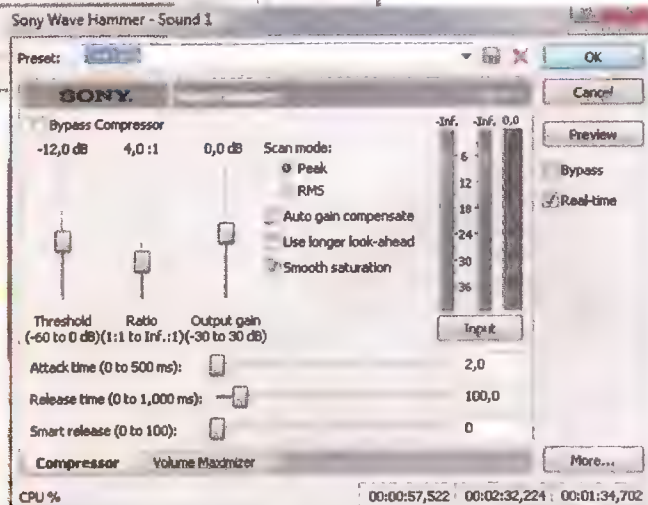 Sony Wave Hammer - Sound 1
Preset:
OK
SONY.
Cancel
Bypass Compressor
-Inf. -Inf. 0,0
Preview
-12,0 dB 4,0 :1 0,0 dB Scan mode:
Peak
6
Bypass
RMS
12
Real-time
Auto gain compensate
18
Use longer look-ahead
-24-
Smooth saturation
-30
36
Threshold Ratio Output gain
(-60 to 0 dB)(1:1 to Inf.:1)(-30 to 30 dB)
Input
Attack time (0 to 500 ms): 2,0
Release time (0 to 1,000 ms): 100,0
Smart release (0 to 100): 0
Compressor Volume Maximizer
More...
CPU % 00:00:57,522 00:02:32,224 00:01:34,702